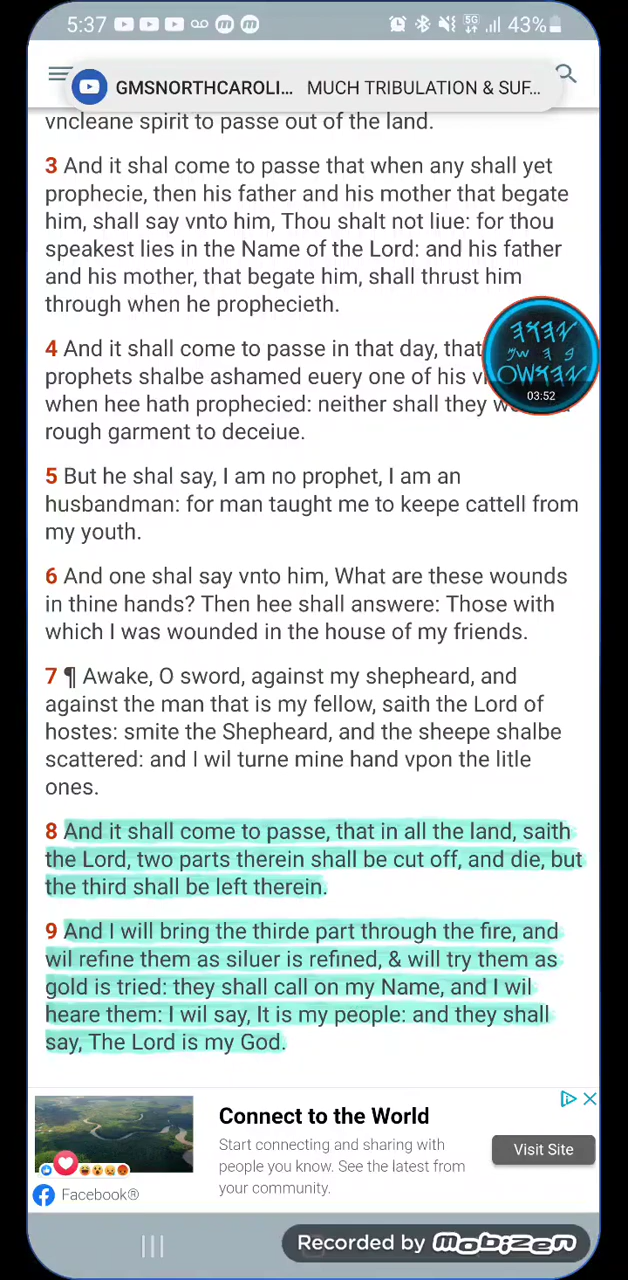 5:37
5G
43%
GMSNORTHCAROLI... MUCH TRIBULATION & SUF...
vncleane spirit to passe out of the land.
3 And it shal come to passe that when any shall yet
prophecie, then his father and his mother that begate
him, shall say vnto him, Thou shalt not liue: for thou
speakest lies in the Name of the Lord: and his father
and his mother, that begate him, shall thrust him
through when he prophecieth.
4 And it shall come to passe in that day, that
prophets shalbe ashamed euery one of his
when hee hath prophecied: neither shall they
rough garment to deceiue.
03:52
5 But he shal say, I am no prophet, I am an
husbandman: for man taught me to keepe cattell from
my youth.
6 And one shal say vnto him, What are these wounds
in thine hands? Then hee shall answere: Those with
which I was wounded in the house of my friends.
7 ¶ Awake, O sword, against my shepheard, and
against the man that is my fellow, saith the Lord of
hostes: smite the Shepheard, and the sheepe shalbe
scattered: and I wil turne mine hand vpon the litle
ones.
8 And it shall come to passe, that in all the land, saith
the Lord, two parts therein shall be cut off, and die, but
the third shall be left therein.
9 And I will bring the thirde part through the fire, and
wil refine them as siluer is refined, & will try them as
gold is tried: they shall call on my Name, and I wil
heare them: I wil say, It is my people: and they shall
say, The Lord is my God.
Connect to the World
Start connecting and sharing with
people you know. See the latest from
your community.
Visit Site
Facebook®
Recorded by Mobizen